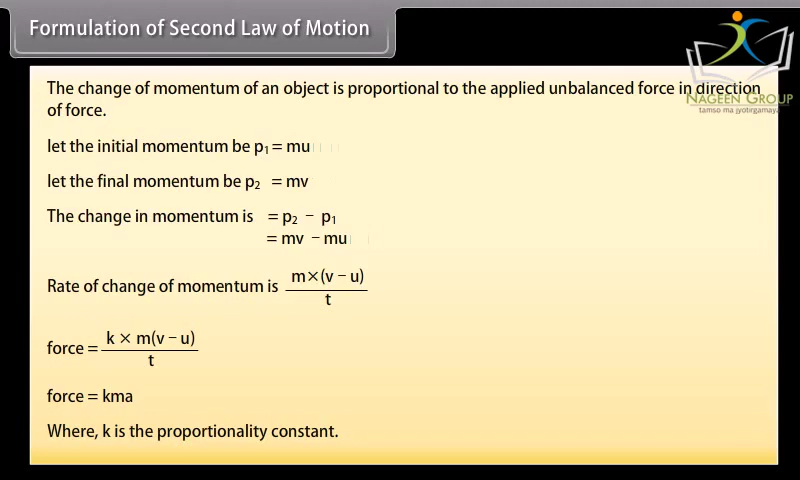 Formulation of Second Law of Motion
NAGEEN GROUP
tamso ma jyotirgamaya
The change of momentum of an object is proportional to the applied unbalanced force in direction
of force.
let the initial momentum be p₁ = mu
let the final momentum be p₂ = mv
The change in momentum is = p₂ − p₁
= mv − mu
Rate of change of momentum is m×(v − u)
t
force = k × m(v − u)
t
force = kma
Where, k is the proportionality constant.